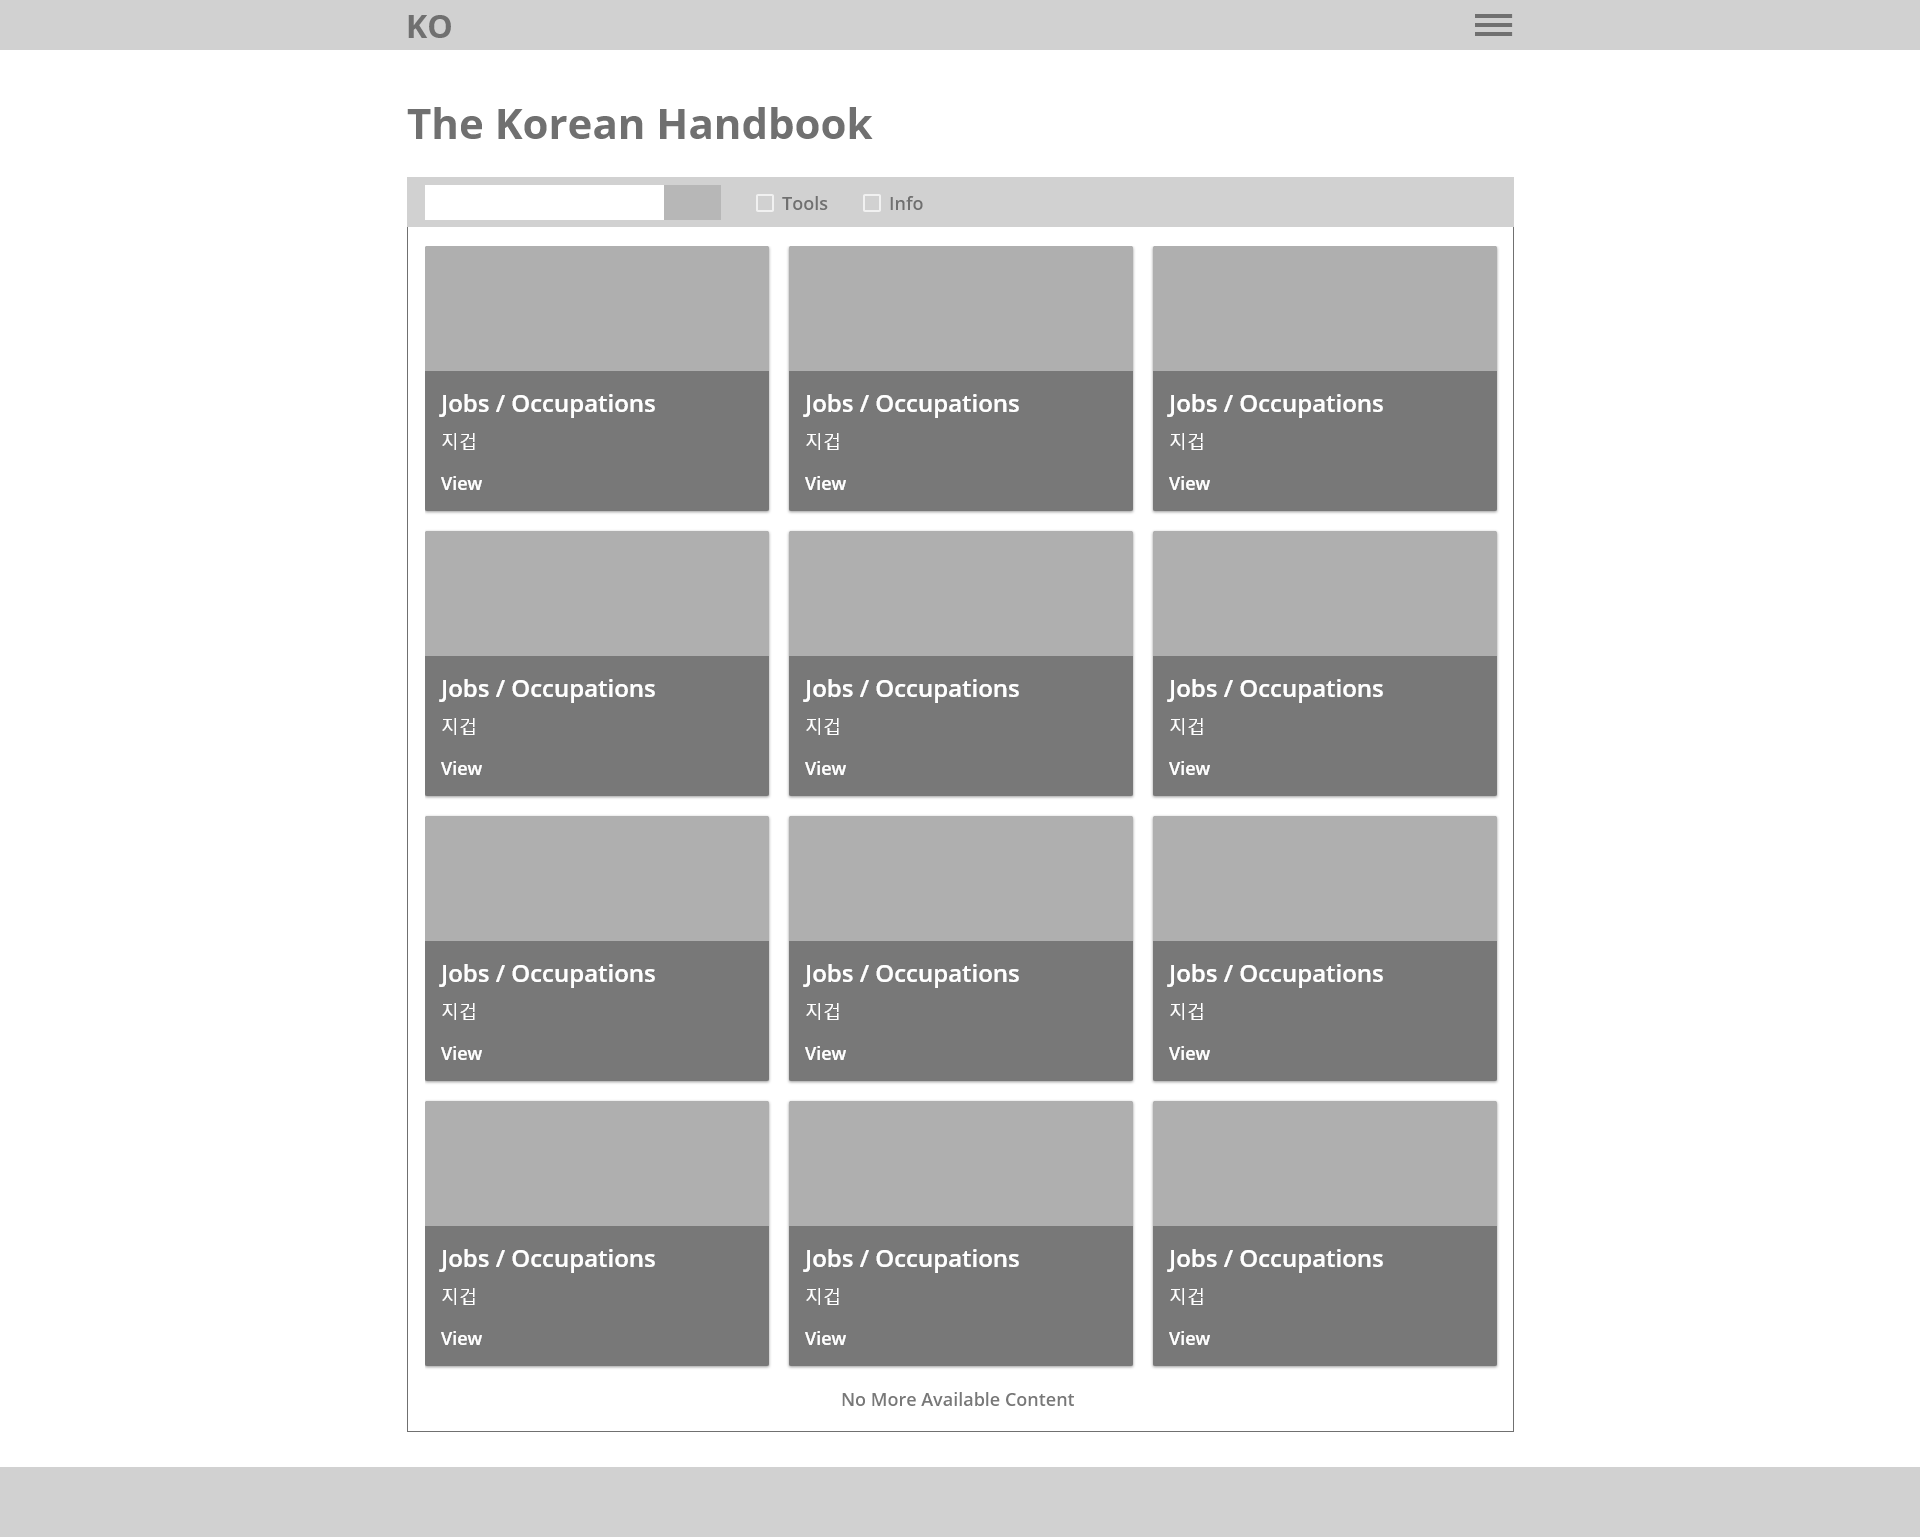 KO
The Korean Handbook
Tools Info
Jobs / Occupations Jobs / Occupations Jobs / Occupations
지겁 지겁 지겁
View View View
Jobs / Occupations Jobs / Occupations Jobs / Occupations
지겁 지겁 지겁
View View View
Jobs / Occupations Jobs / Occupations Jobs / Occupations
지겁 지겁 지겁
View View View
Jobs / Occupations Jobs / Occupations Jobs / Occupations
지겁 지겁 지겁
View View View
No More Available Content